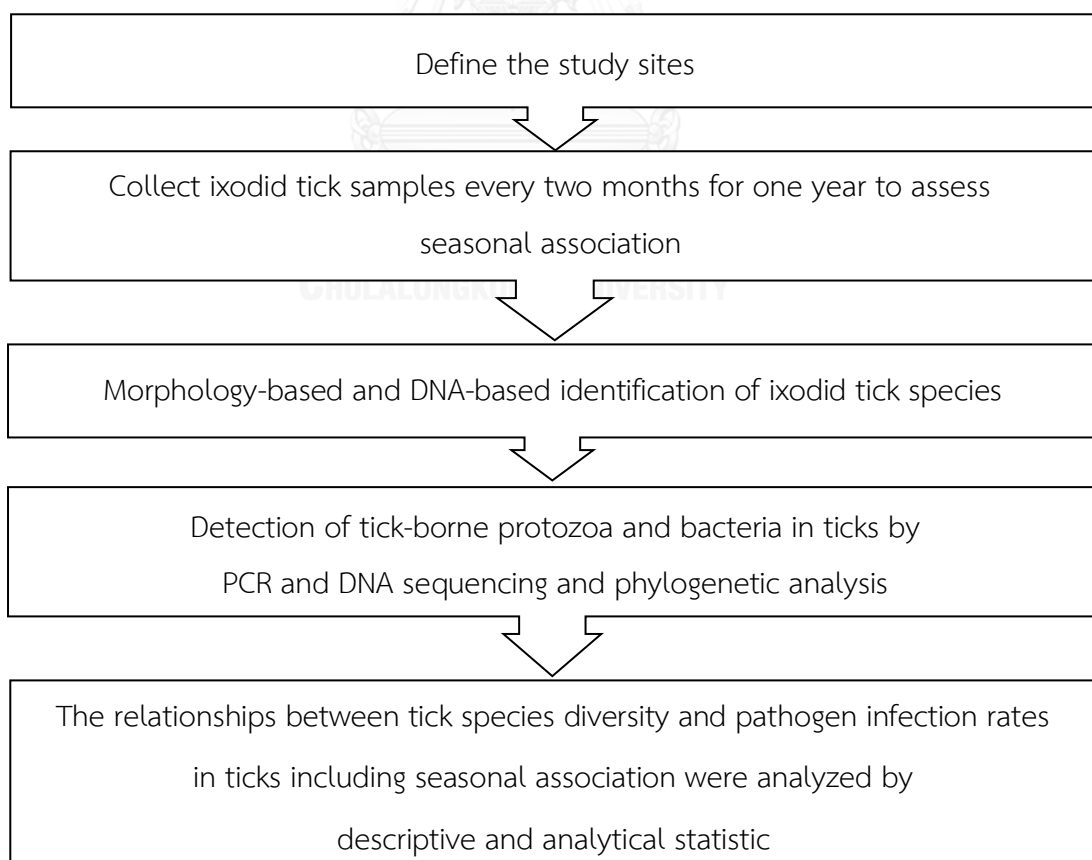 Define the study sites
Collect ixodid tick samples every two months for one year to assess
seasonal association
CHULALONGKO VERSITY
Morphology-based and DNA-based identification of ixodid tick species
Detection of tick-borne protozoa and bacteria in ticks by
PCR and DNA sequencing and phylogenetic analysis
The relationships between tick species diversity and pathogen infection rates
in ticks including seasonal association were analyzed by
descriptive and analytical statistic